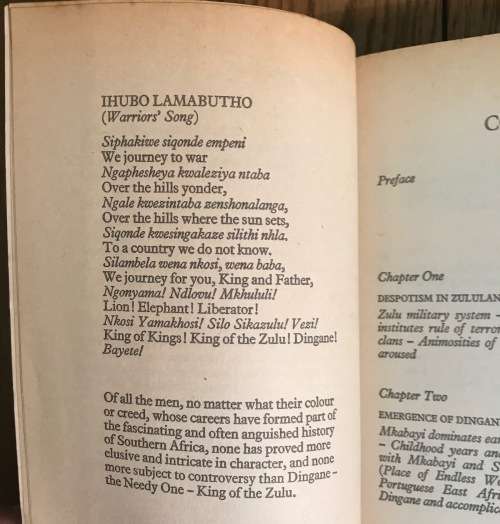 IHUBO LAMABUTHO
(Warriors' Song)
Siphakiwe siqonde empeni
We journey to war
Ngaphesheya kwaleziya ntaba
Over the hills yonder,
Ngale kwezintaba zenshonalanga,
Over the hills where the sun sets,
Siqonde kwesingakaze silithi nhla.
To a country we do not know.
Silambela wena nkosi, wena baba,
We journey for you, King and Father,
Ngonyama! Ndlovu! Mkhululi!
Lion! Elephant! Liberator!
Nkosi Yamakhosi! Silo Sikazulu! Vezi!
King of Kings! King of the Zulu! Dingane!
Bayete!
Of all the men, no matter what their colour
or creed, whose careers have formed part of
the fascinating and often anguished history
of Southern Africa, none has proved more
elusive and intricate in character, and none
more subject to controversy than Dingane –
the Needy One – King of the Zulu.
Preface
Chapter One
DESPOTISM IN ZULULAN
Zulu military system –
institutes rule of terro
clans – Animosities of
aroused
Chapter Two
EMERGENCE OF DINGAN
Mkabayi dominates ea
– Childhood years an
with Mkabayi and S
(Place of Endless We
Portuguese East Afri
Dingane and accomplic